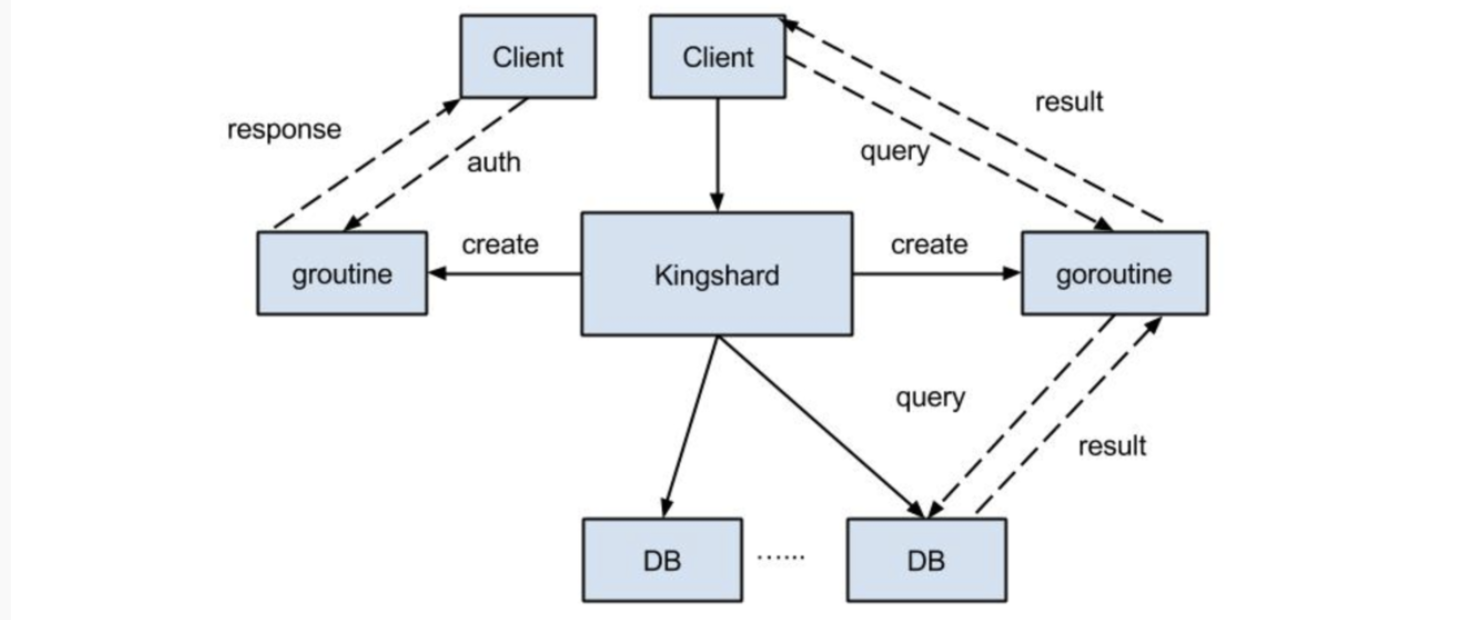 Client
Client
result
response
query
auth
create
create
groutine
Kingshard
goroutine
query
result
DB
......
DB